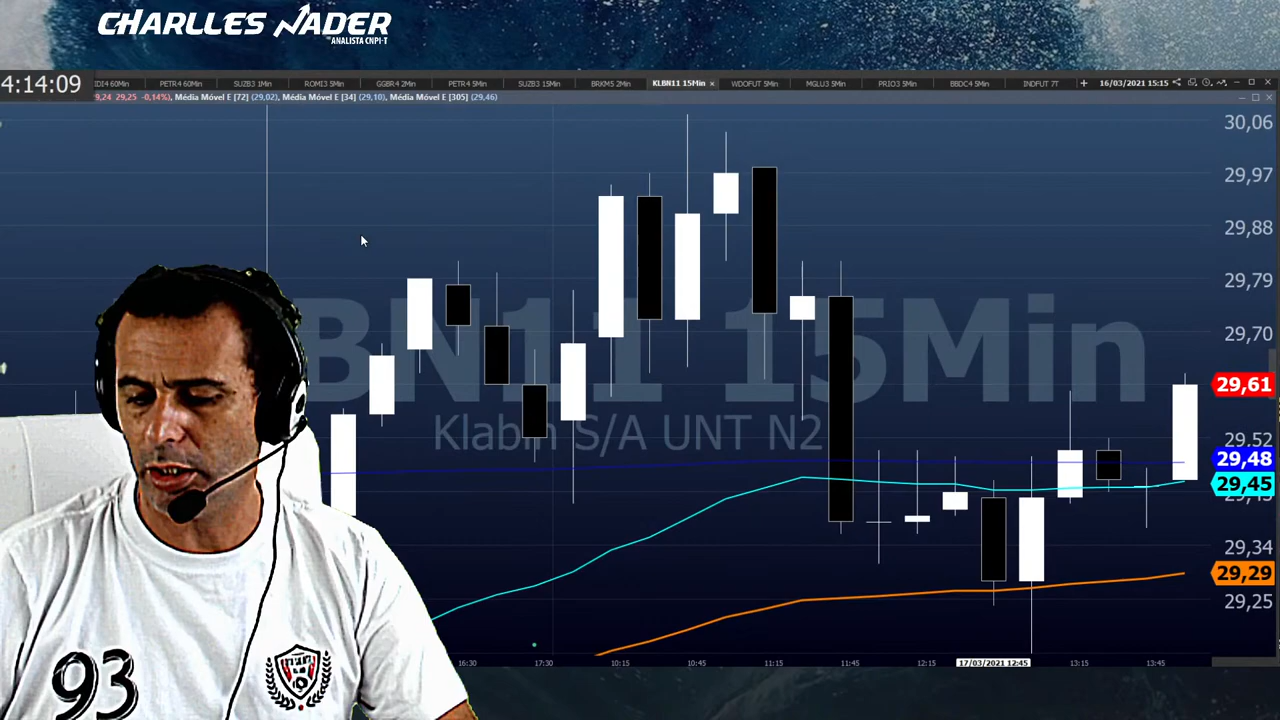 CHARLLES NADER
ANALISTA CNPI-T
4:14:09
DI4 60Min PETR4 60Min SUZB3 1Min ROMI3 5Min GGBR4 2Min PETR4 5Min SUZB3 15Min BRKM5 2Min KLBN11 15Min × WDOFUT 5Min MGLU3 5Min PRIO3 5Min BBDC4 5Min INDFUT 7T + 16/03/2021 15:15
29,25 -0,14%), Média Móvel E [72] (29,02), Média Móvel E [34] (29,10), Média Móvel E [305] (29,46)
30,06
29,97
29,88
29,79
29,70
BN11 15Min
Klabin S/A UNT N2
29,61
29,52
29,48
29,45
29,34
29,29
29,25
16:30 17:30 10:15 10:45 11:15 11:45 12:15 17/03/2021 12:45 13:15 13:45
93